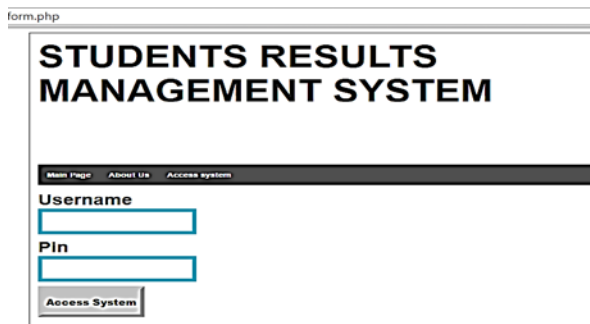 form.php
STUDENTS RESULTS
MANAGEMENT SYSTEM
Main Page About Us Access system
Username
Pin
Access System